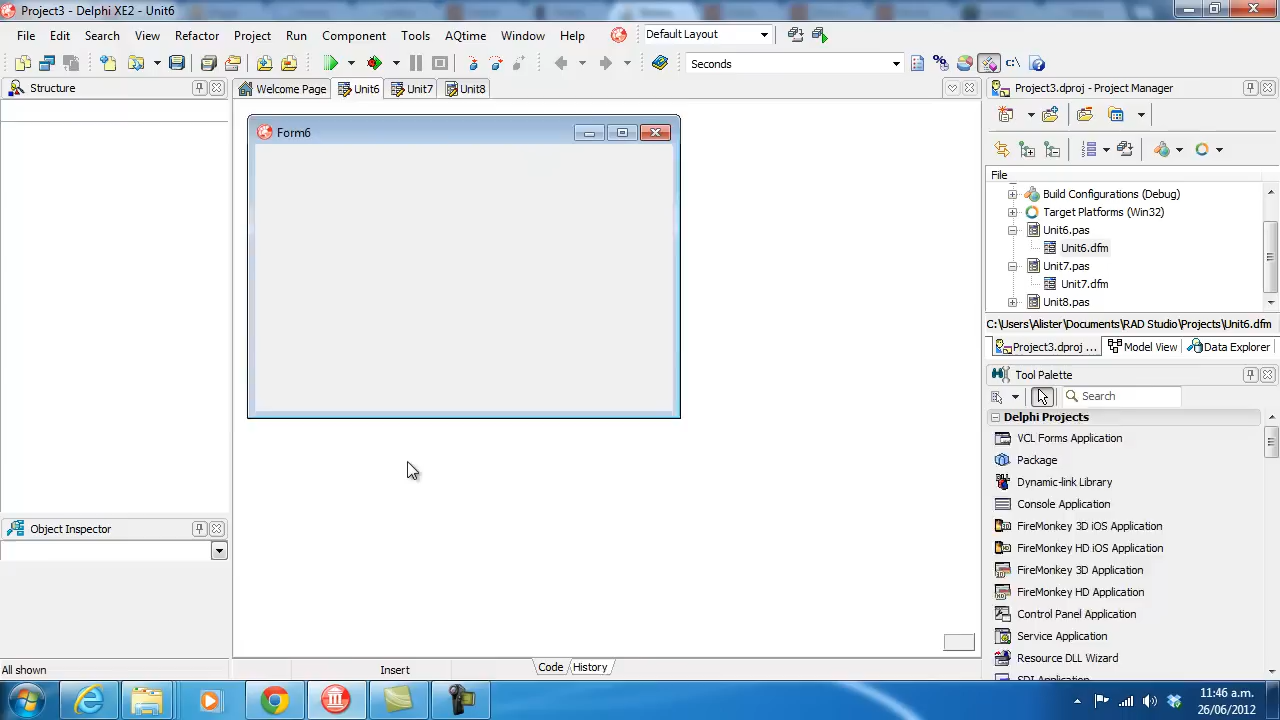 Project3 - Delphi XE2 - Unit6
File Edit Search View Refactor Project Run Component Tools AQtime Window Help Default Layout
Seconds
Structure
Welcome Page Unit6 Unit7 Unit8
Form6
Project3.dproj - Project Manager
File
Build Configurations (Debug)
Target Platforms (Win32)
Unit6.pas
Unit6.dfm
Unit7.pas
Unit7.dfm
Unit8.pas
C:\Users\Alister\Documents\RAD Studio\Projects\Unit6.dfm
Project3.dproj ... Model View Data Explorer
Tool Palette
Search
Delphi Projects
VCL Forms Application
Package
Dynamic-link Library
Console Application
FireMonkey 3D iOS Application
FireMonkey HD iOS Application
FireMonkey 3D Application
FireMonkey HD Application
Control Panel Application
Service Application
Resource DLL Wizard
Object Inspector
All shown
Insert
Code History
11:46 a.m.
26/06/2012